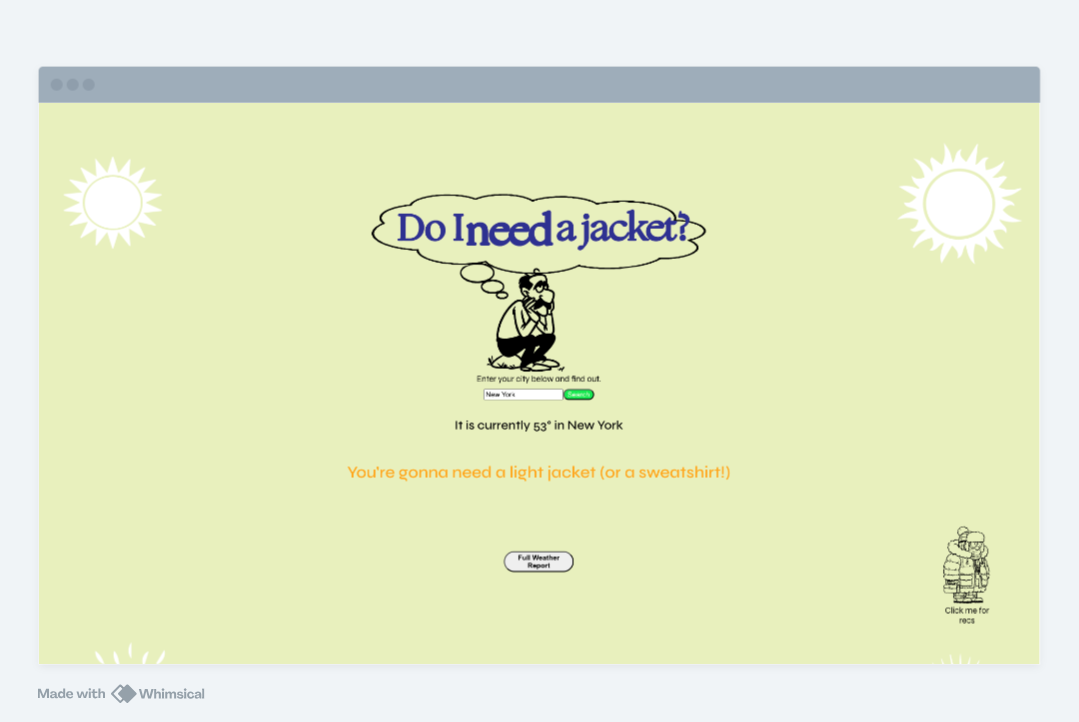 Do I need a jacket?
Enter your city below and find out.
New York
Search
It is currently 53° in New York
You're gonna need a light jacket (or a sweatshirt!)
Full Weather
Report
Click me for
recs
Made with Whimsical